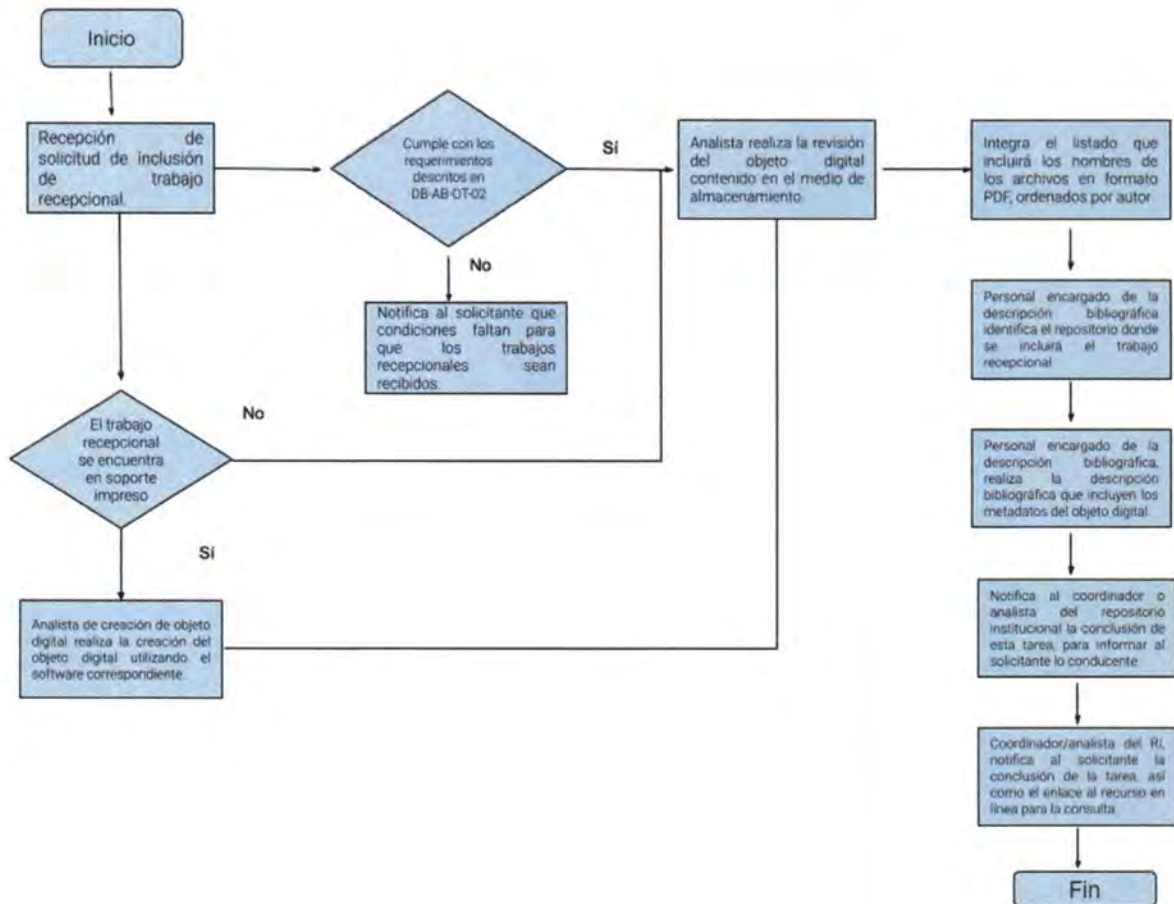 Inicio
Recepción de
solicitud de inclusión
de trabajo
recepcional.
Cumple con los
requerimientos
descritos en
DB-AB-OT-02
Sí
No
Notifica al solicitante que
condiciones faltan para
que los trabajos
recepcionales sean
recibidos.
El trabajo
recepcional
se encuentra
en soporte
impreso
No
Sí
Analista de creación de objeto
digital realiza la creación del
objeto digital utilizando el
software correspondiente.
Analista realiza la revisión
del objeto digital
contenido en el medio de
almacenamiento.
Integra el listado que
incluirá los nombres de
los archivos en formato
PDF, ordenados por autor
Personal encargado de la
descripción bibliográfica
identifica el repositorio donde
se incluirá el trabajo
recepcional
Personal encargado de la
descripción bibliográfica,
realiza la descripción
bibliográfica que incluyen los
metadatos del objeto digital.
Notifica al coordinador o
analista del repositorio
institucional la conclusión de
esta tarea, para informar al
solicitante lo conducente
Coordinador/analista del RI,
notifica al solicitante la
conclusión de la tarea, así
como el enlace al recurso en
línea para la consulta
Fin